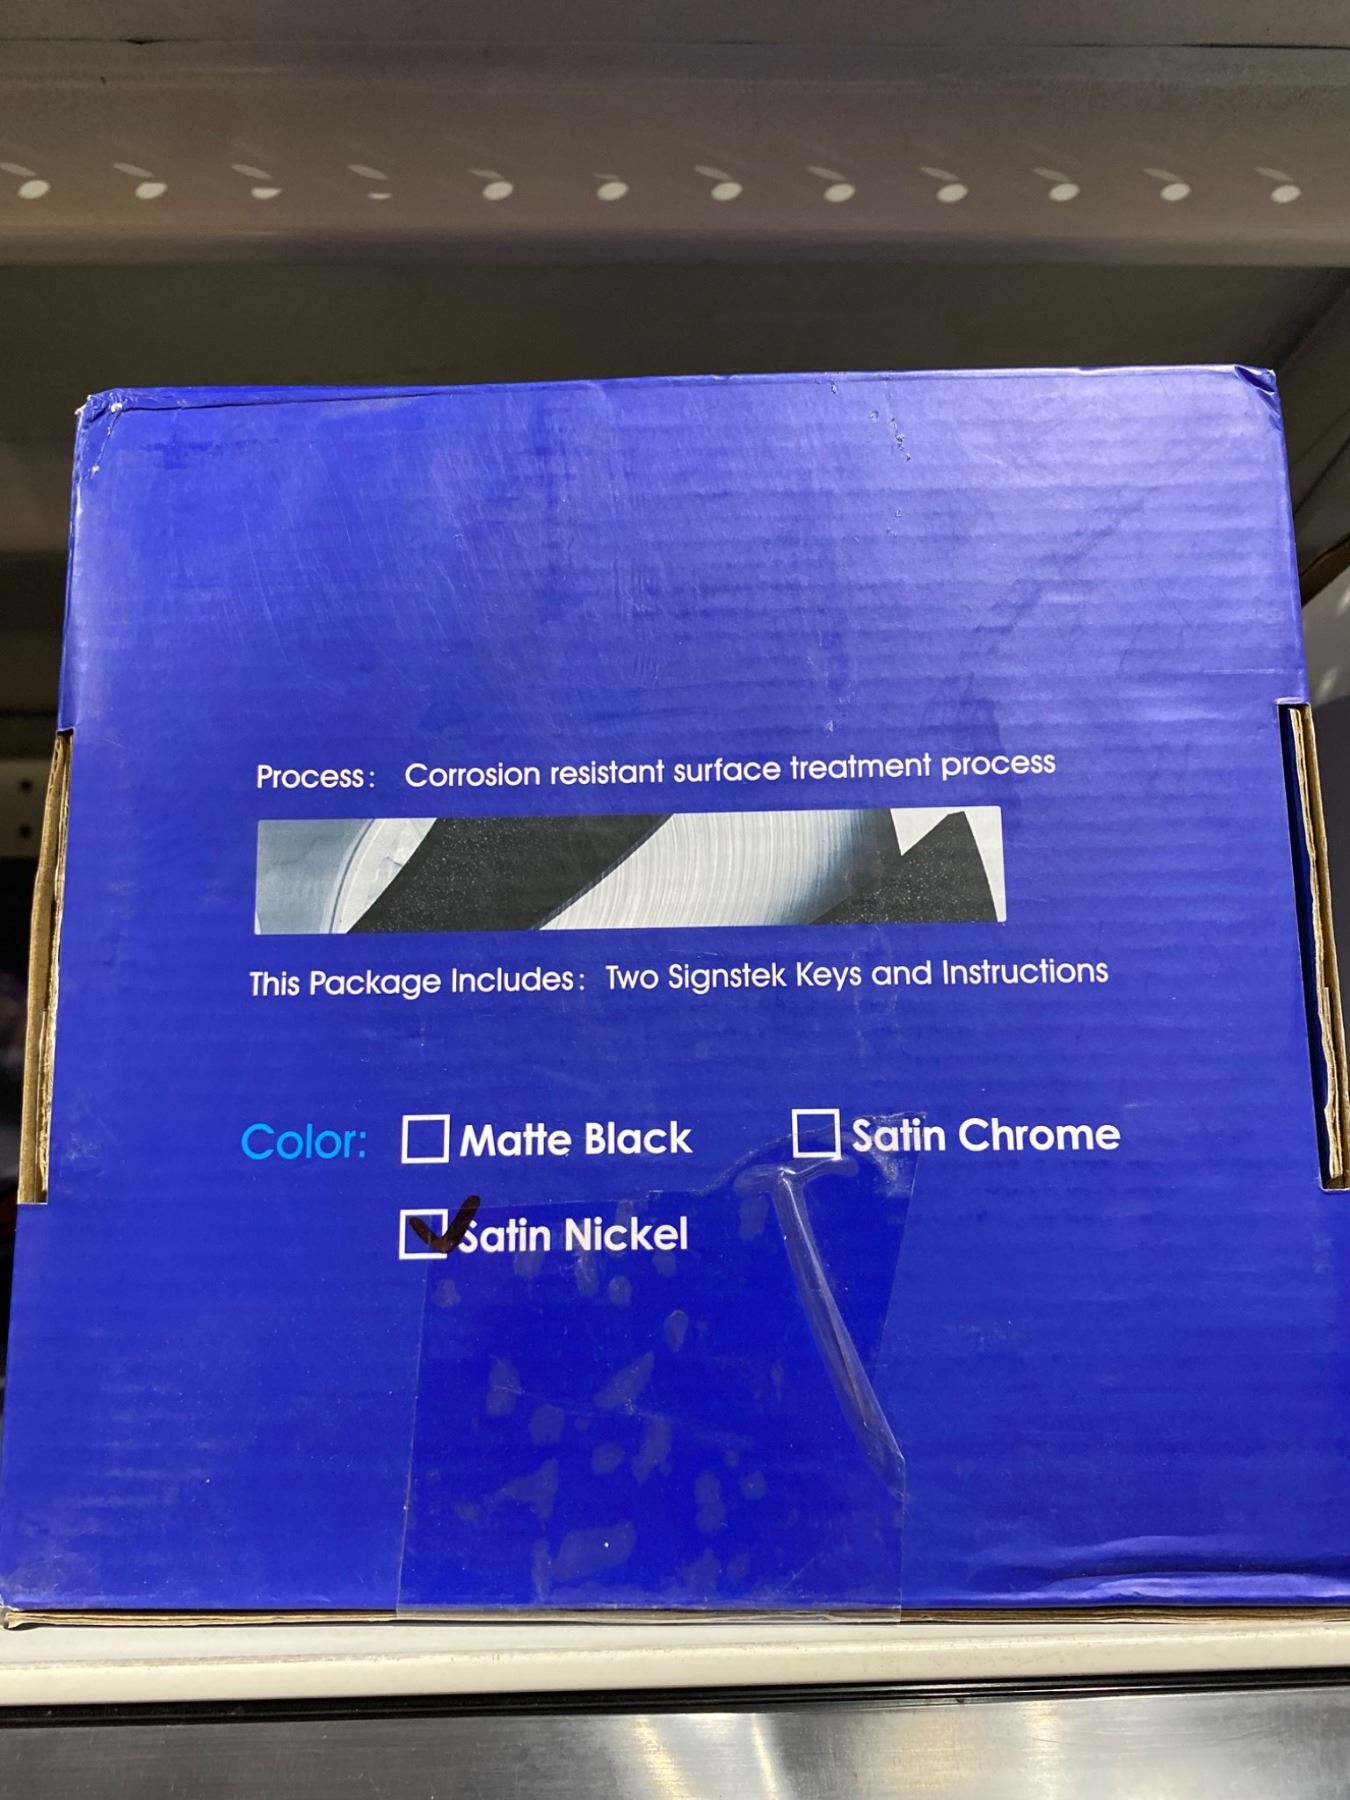 Process: Corrosion resistant surface treatment process
This Package Includes: Two Signstek Keys and Instructions
Color: Matte Black Satin Chrome
Satin Nickel